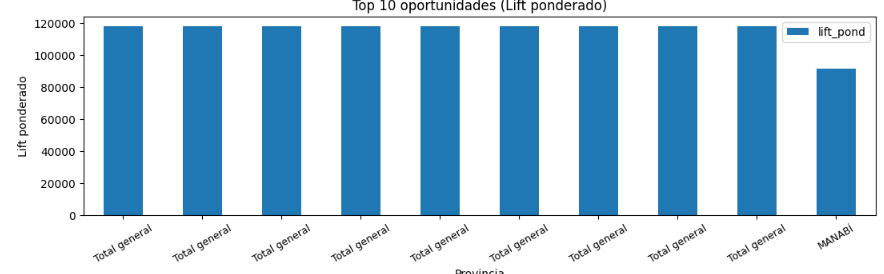 Top 10 oportunidades (Lift ponderado)
lift_pond
120000
100000
80000
60000
40000
20000
0
Lift ponderado
Total general
Total general
Total general
Total general
Total general
Total general
Total general
Total general
Total general
MANABÍ
Provincia